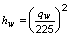 h_w = (q_w / 225)^2